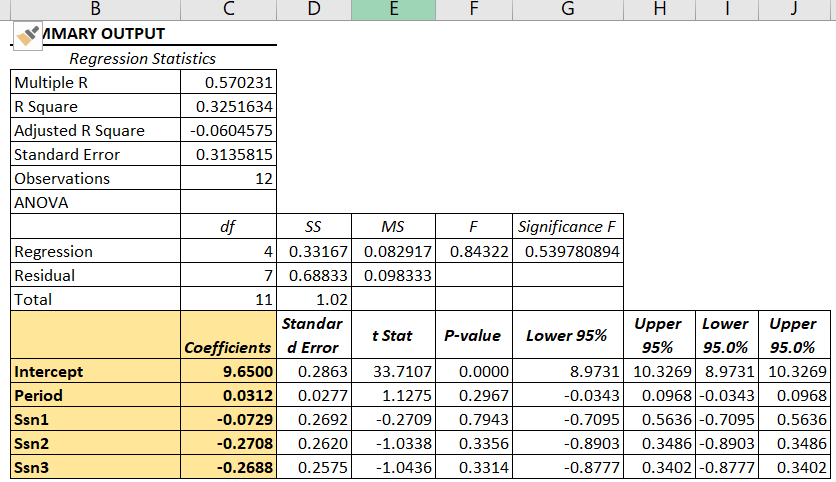 B C D E F G H I J
MMARY OUTPUT
Regression Statistics
Multiple R 0.570231
R Square 0.3251634
Adjusted R Square -0.0604575
Standard Error 0.3135815
Observations 12
ANOVA
df SS MS F Significance F
Regression 4 0.33167 0.082917 0.84322 0.539780894
Residual 7 0.68833 0.098333
Total 11 1.02
Coefficients Standar d Error t Stat P-value Lower 95% Upper 95% Lower 95.0% Upper 95.0%
Intercept 9.6500 0.2863 33.7107 0.0000 8.9731 10.3269 8.9731 10.3269
Period 0.0312 0.0277 1.1275 0.2967 -0.0343 0.0968 -0.0343 0.0968
Ssn1 -0.0729 0.2692 -0.2709 0.7943 -0.7095 0.5636 -0.7095 0.5636
Ssn2 -0.2708 0.2620 -1.0338 0.3356 -0.8903 0.3486 -0.8903 0.3486
Ssn3 -0.2688 0.2575 -1.0436 0.3314 -0.8777 0.3402 -0.8777 0.3402